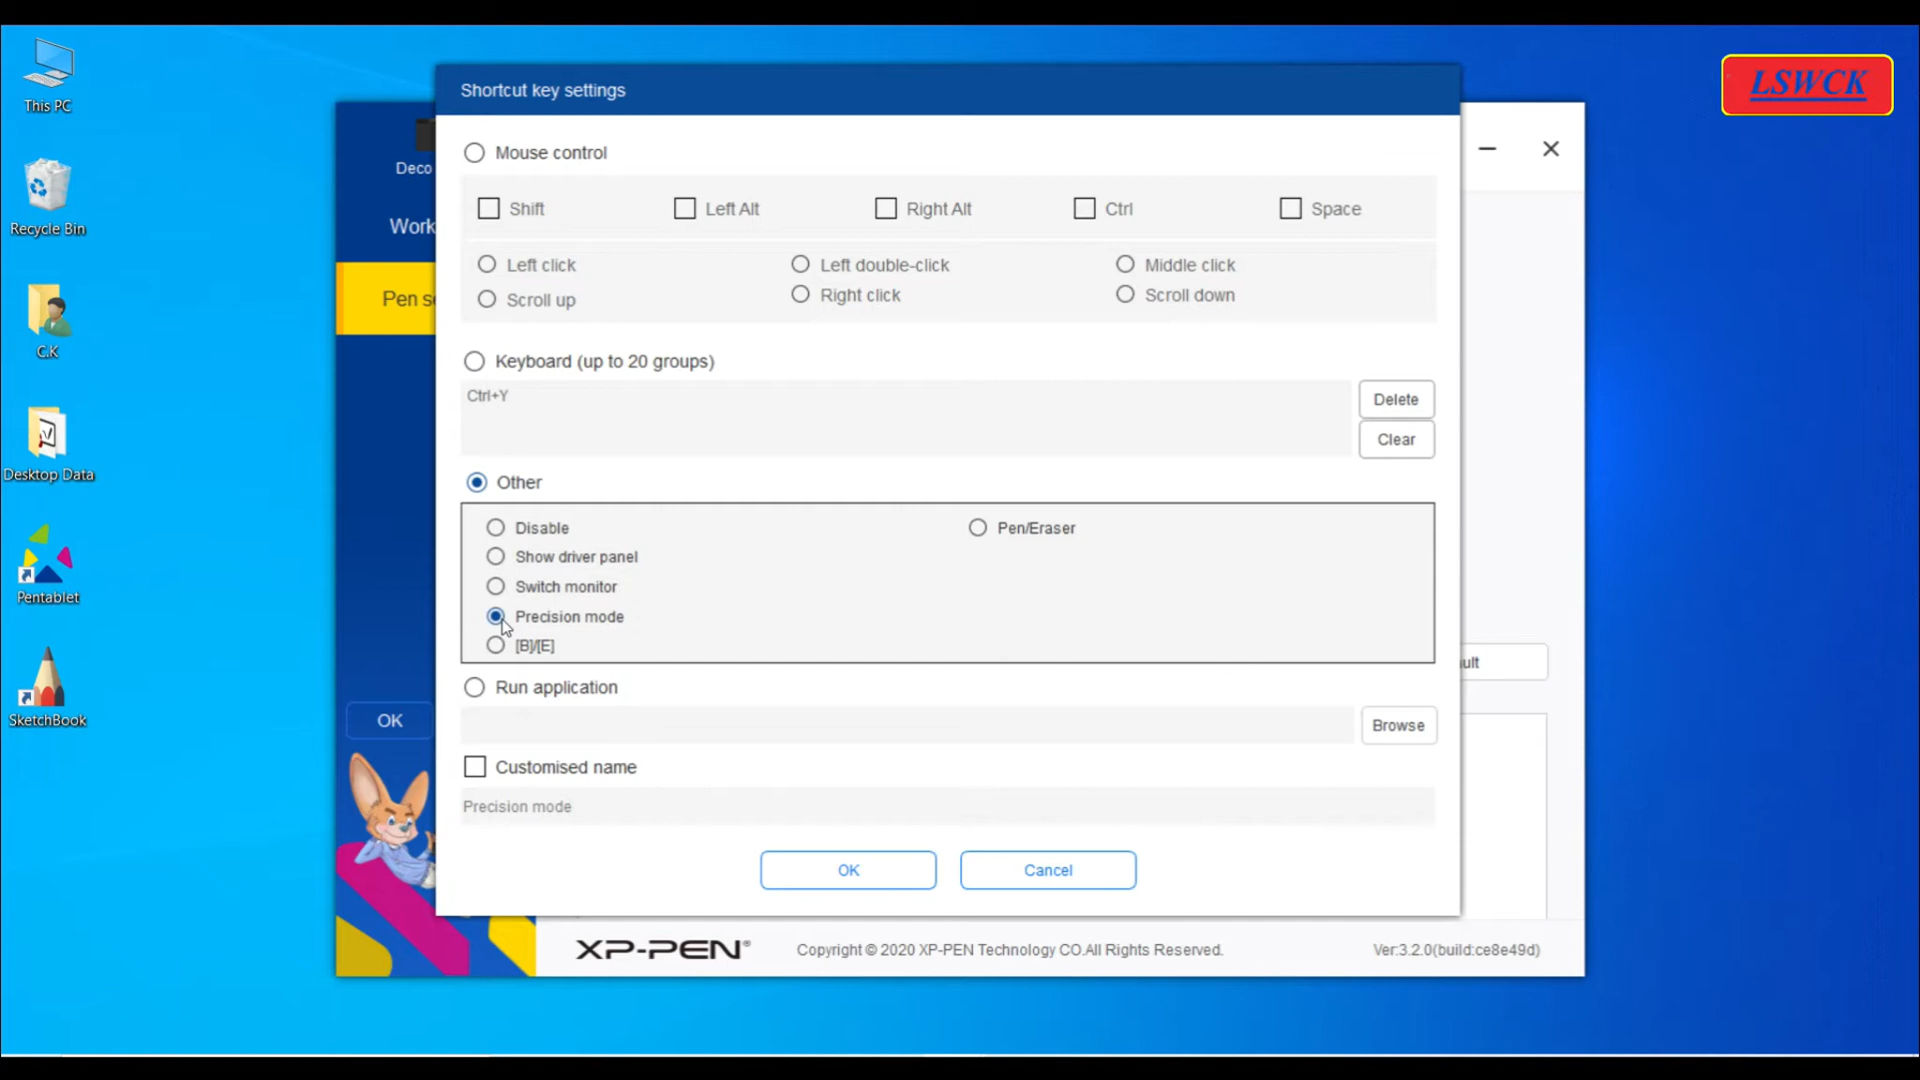 LSWCK
This PC
Recycle Bin
C.K
Desktop Data
Pentablet
SketchBook
Deco
Work
Pen se
OK
Shortcut key settings
Mouse control
Shift Left Alt Right Alt Ctrl Space
Left click Left double-click Middle click
Scroll up Right click Scroll down
Keyboard (up to 20 groups)
Ctrl+Y
Delete
Clear
Other
Disable Pen/Eraser
Show driver panel
Switch monitor
Precision mode
[B]/[E]
Run application
Browse
Customised name
Precision mode
OK Cancel
ult
XP-PEN® Copyright © 2020 XP-PEN Technology CO.All Rights Reserved. Ver:3.2.0(build:ce8e49d)